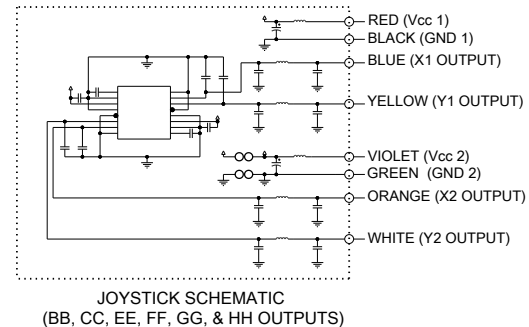 RED (Vcc 1)
BLACK (GND 1)
BLUE (X1 OUTPUT)
YELLOW (Y1 OUTPUT)
VIOLET (Vcc 2)
GREEN (GND 2)
ORANGE (X2 OUTPUT)
WHITE (Y2 OUTPUT)
JOYSTICK SCHEMATIC
(BB, CC, EE, FF, GG, & HH OUTPUTS)